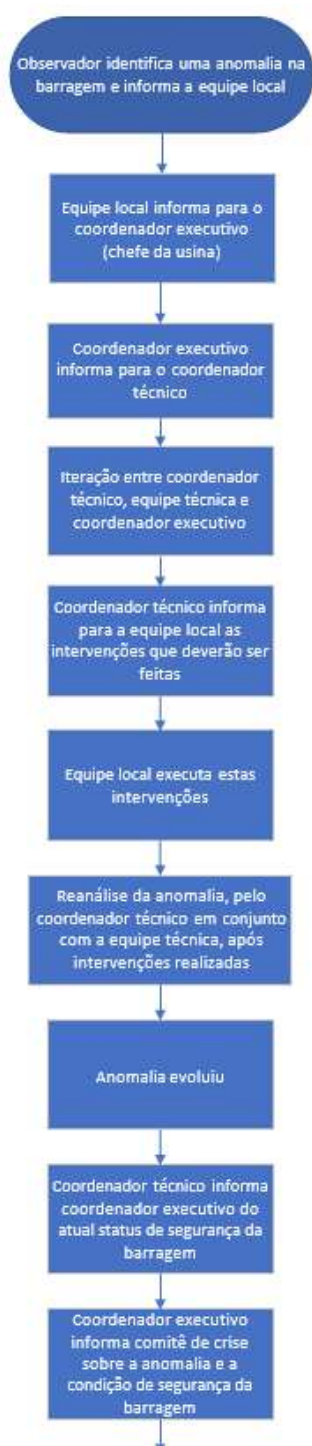 Observador identifica uma anomalia na
barragem e informa a equipe local
Equipe local informa para o
coordenador executivo
(chefe da usina)
Coordenador executivo
informa para o coordenador
técnico
Iteração entre coordenador
técnico, equipe técnica e
coordenador executivo
Coordenador técnico informa
para a equipe local as
intervenções que deverão ser
feitas
Equipe local executa estas
intervenções
Reanálise da anomalia, pelo
coordenador técnico em conjunto
com a equipe técnica, após
intervenções realizadas
Anomalia evoluiu
Coordenador técnico informa
coordenador executivo do
atual status de segurança da
barragem
Coordenador executivo
informa comitê de crise
sobre a anomalia e a
condição de segurança da
barragem